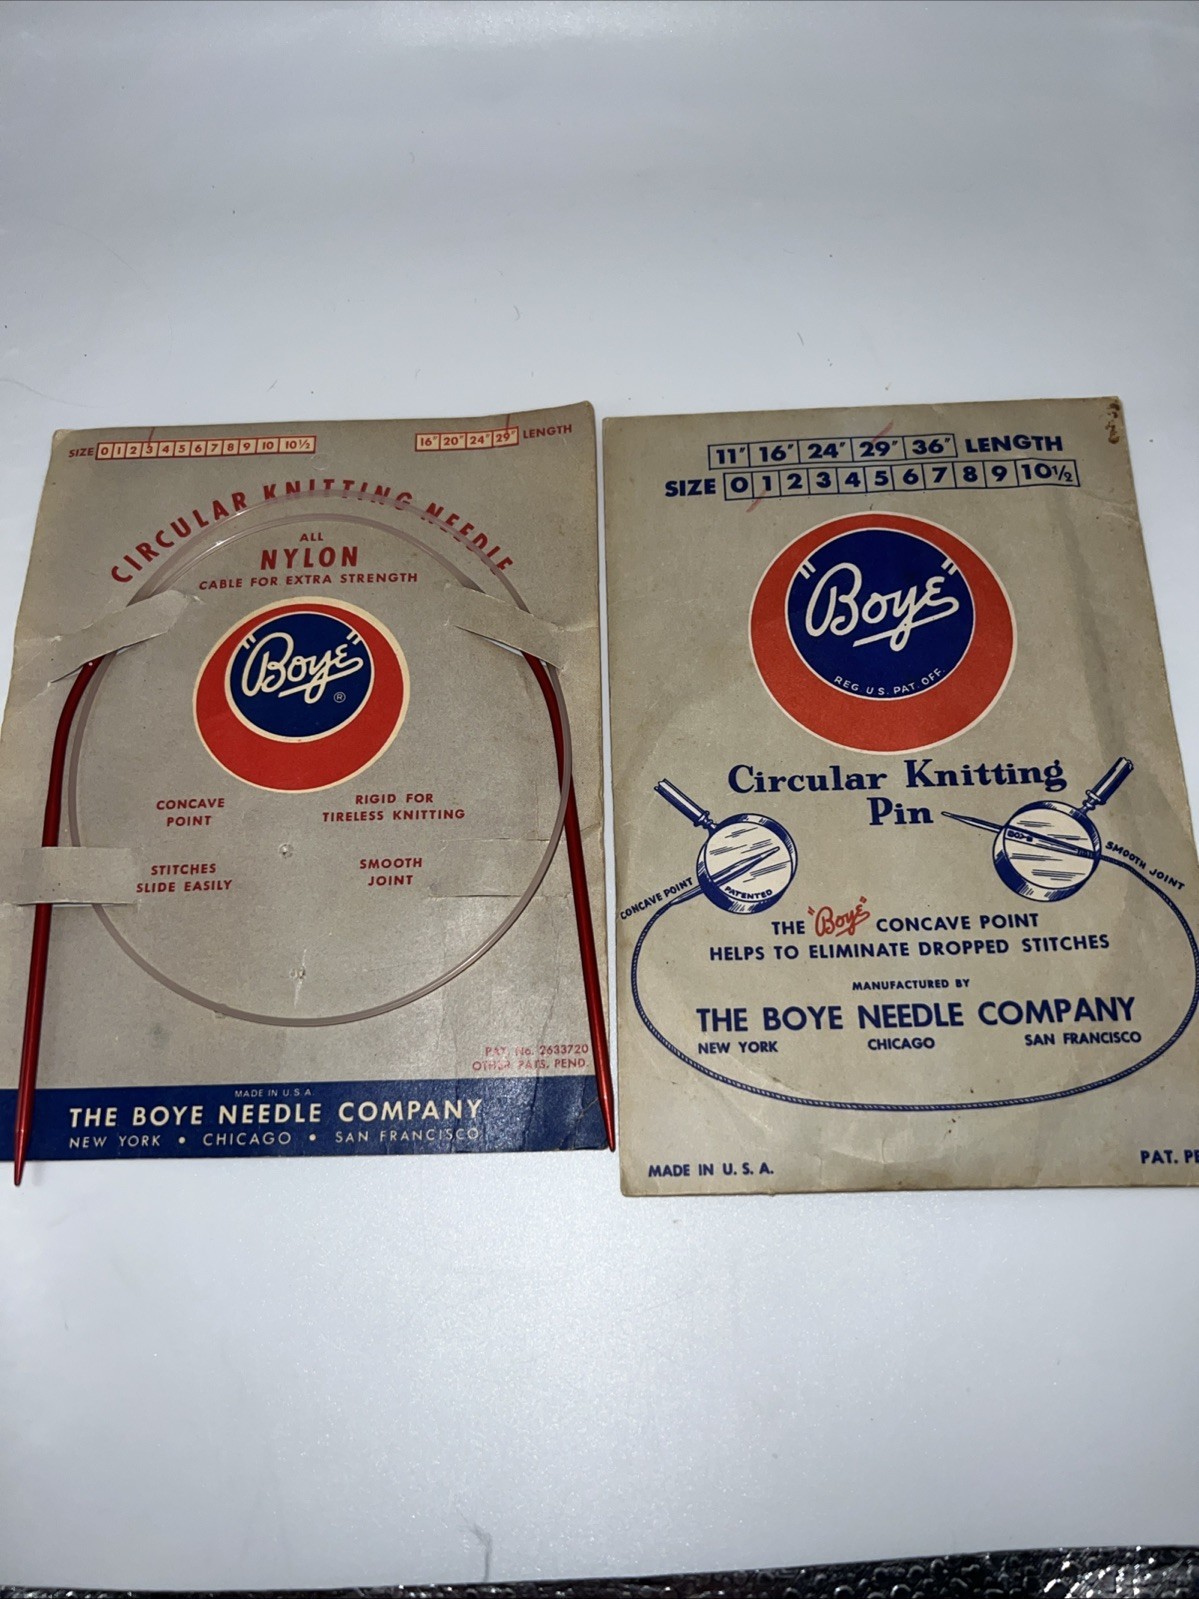 SIZE 0 1 2 3 4 5 6 7 8 9 10 10½
16" 20" 24" 29" LENGTH
CIRCULAR KNITTING NEEDLE
ALL
NYLON
CABLE FOR EXTRA STRENGTH
"Boye"
®
CONCAVE
POINT
RIGID FOR
TIRELESS KNITTING
STITCHES
SLIDE EASILY
SMOOTH
JOINT
PAT. No. 2633720
OTHER PATS. PEND.
MADE IN U.S.A.
THE BOYE NEEDLE COMPANY
NEW YORK • CHICAGO • SAN FRANCISCO
11" 16" 24" 29" 36" LENGTH
SIZE 0 1 2 3 4 5 6 7 8 9 10½
"Boye"
REG U.S. PAT. OFF.
Circular Knitting
Pin
CONCAVE POINT
PATENTED
SMOOTH JOINT
THE "Boye" CONCAVE POINT
HELPS TO ELIMINATE DROPPED STITCHES
MANUFACTURED BY
THE BOYE NEEDLE COMPANY
NEW YORK CHICAGO SAN FRANCISCO
MADE IN U. S. A.
PAT. PE